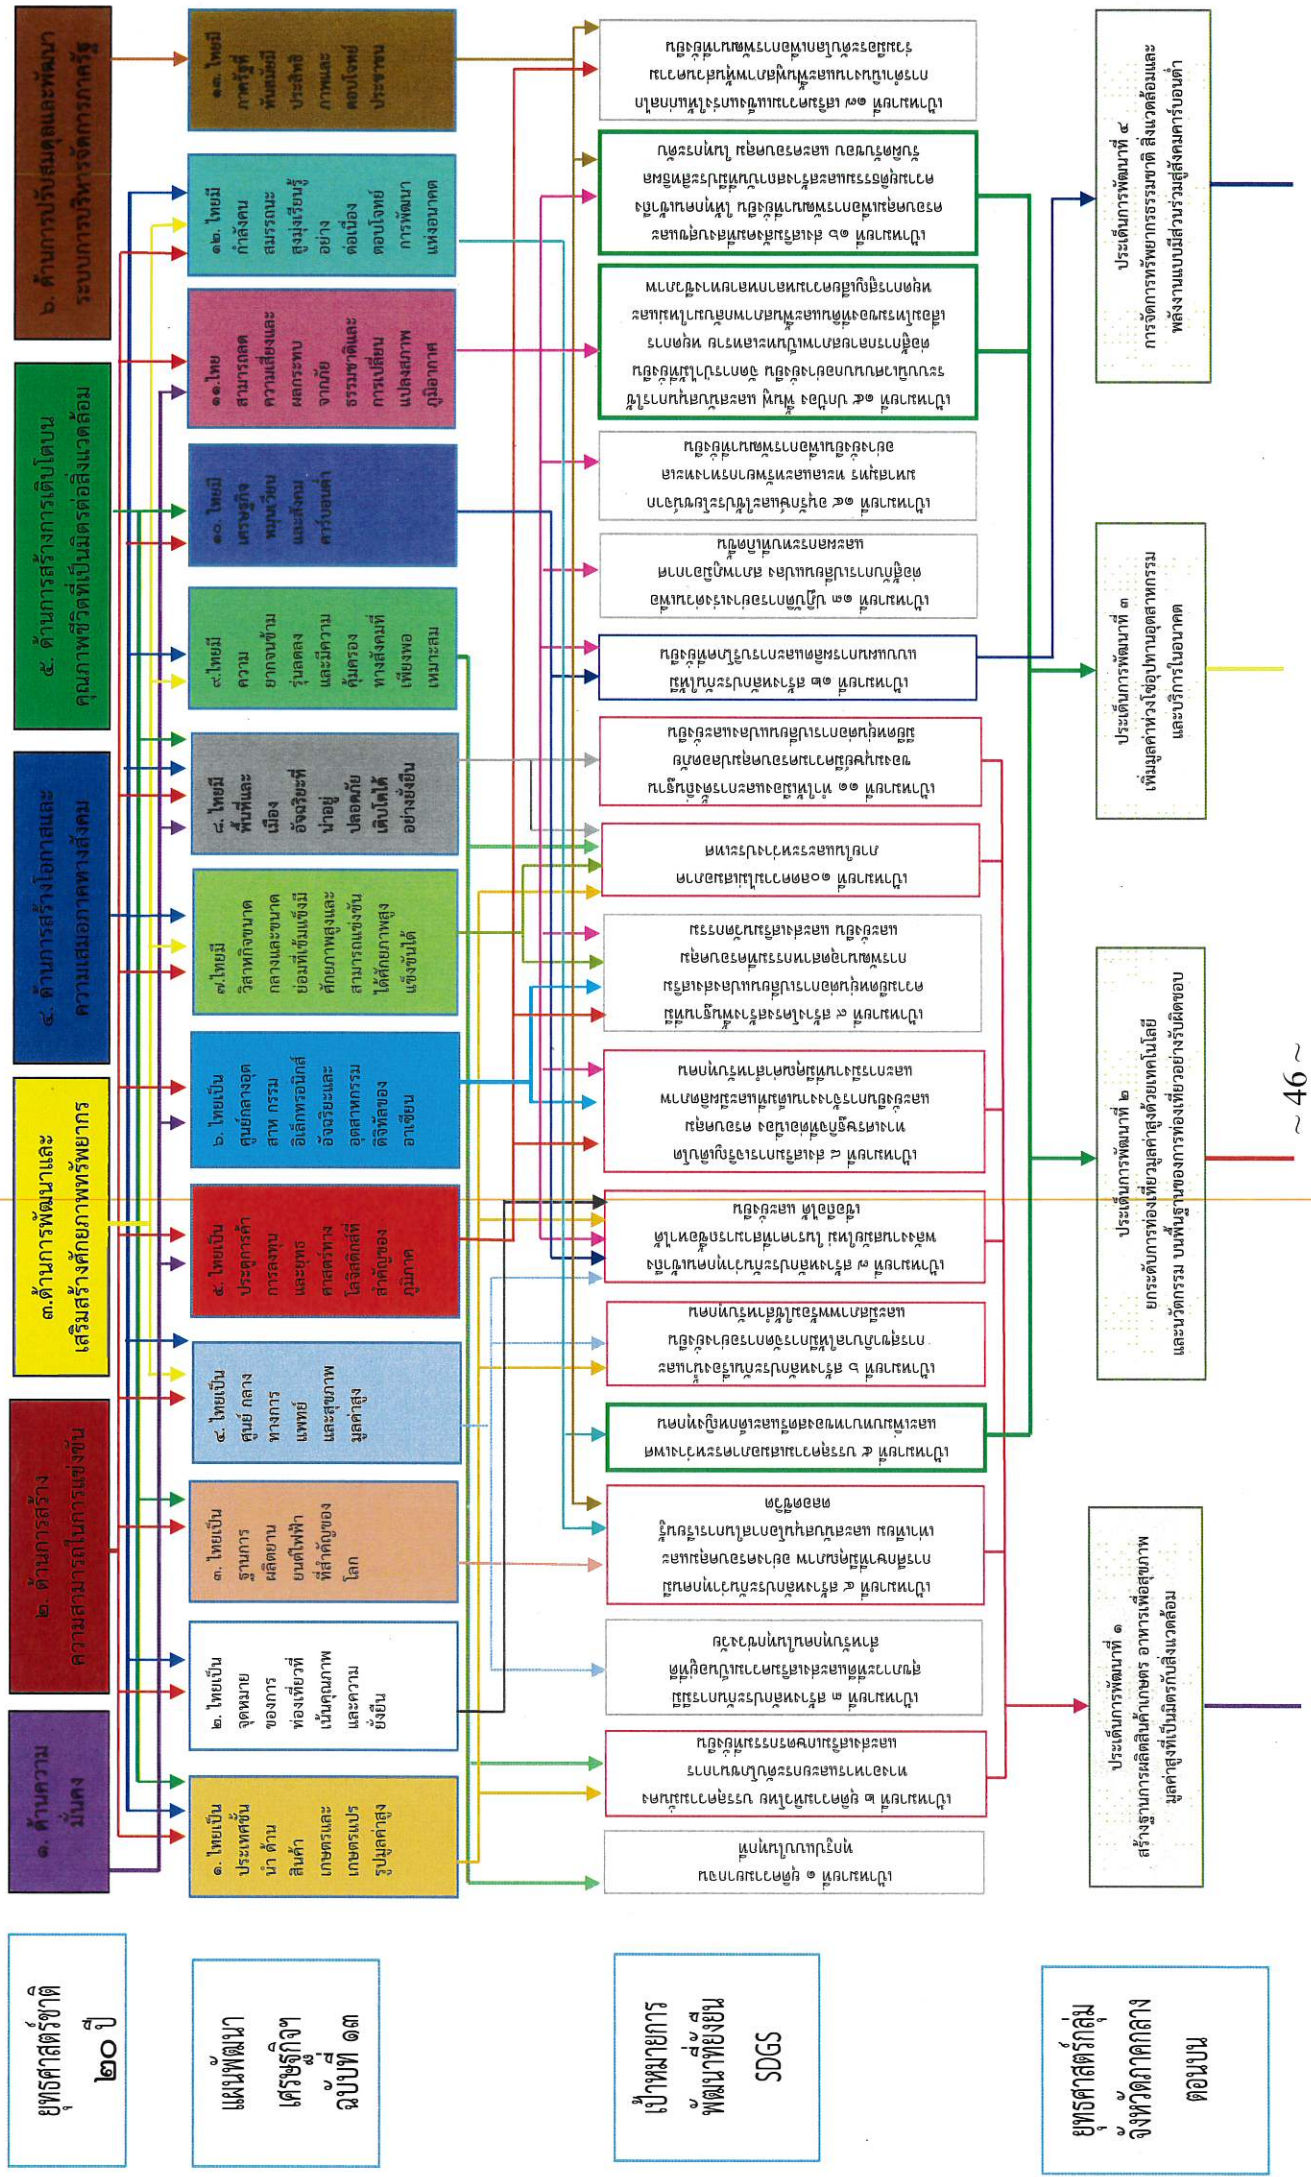 ยุทธศาสตร์ชาติ
๒๐ ปี
๑. ด้านความ
มั่นคง
๒. ด้านการสร้าง
ความสามารถในการแข่งขัน
๓.ด้านการพัฒนาและ
เสริมสร้างศักยภาพทรัพยากร
๔. ด้านการสร้างโอกาสและ
ความเสมอภาคทางสังคม
๕. ด้านการสร้างการเติบโตบน
คุณภาพชีวิตที่เป็นมิตรต่อสิ่งแวดล้อม
๖. ด้านการปรับสมดุลและพัฒนา
ระบบการบริหารจัดการภาครัฐ
แผนพัฒนา
เศรษฐกิจฯ
ฉบับที่ ๑๓
๑. ไทยเป็น
ประเทศชั้น
นำ ด้าน
สินค้า
เกษตรและ
เกษตรแปร
รูปมูลค่าสูง
๒. ไทยเป็น
จุดหมาย
ของการ
ท่องเที่ยวที่
เน้นคุณภาพ
และความ
ยั่งยืน
๓. ไทยเป็น
ฐานการ
ผลิตยาน
ยนต์ไฟฟ้า
ที่สำคัญของ
โลก
๔. ไทยเป็น
ศูนย์ กลาง
ทางการ
แพทย์
และสุขภาพ
มูลค่าสูง
๕. ไทยเป็น
ประตูการค้า
การลงทุน
และยุทธ
ศาสตร์ทาง
โลจิสติกส์ที่
สำคัญของ
ภูมิภาค
๖. ไทยเป็น
ศูนย์กลางอุต
สาห กรรม
อิเล็กทรอนิกส์
อัจฉริยะและ
อุตสาหกรรม
ดิจิทัลของ
อาเซียน
๗.ไทยมี
วิสาหกิจขนาด
กลางและขนาด
ย่อมที่เข้มแข็งมี
ศักยภาพสูงและ
สามารถแข่งขัน
ได้ศักยภาพสูง
แข็งขันได้
๘. ไทยมี
พื้นที่และ
เมือง
อัจฉริยะที่
น่าอยู่
ปลอดภัย
เติบโตได้
อย่างยั่งยืน
๙.ไทยมี
ความ
ยากจนข้าม
รุ่นลดลง
และมีความ
คุ้มครอง
ทางสังคมที่
เพียงพอ
เหมาะสม
๑๐. ไทยมี
เศรษฐกิจ
หมุนเวียน
และสังคม
คาร์บอนต่ำ
๑๑.ไทย
สามารถลด
ความเสี่ยงและ
ผลกระทบ
จากภัย
ธรรมชาติและ
การเปลี่ยน
แปลงสภาพ
ภูมิอากาศ
๑๒. ไทยมี
กำลังคน
สมรรถนะ
สูงมุ่งเรียนรู้
อย่าง
ต่อเนื่อง
ตอบโจทย์
การพัฒนา
แห่งอนาคต
๑๓. ไทยมี
ภาครัฐที่
ทันสมัยมี
ประสิทธิ
ภาพและ
ตอบโจทย์
ประชาชน
เป้าหมายการ
พัฒนาที่ยั่งยืน
SDGS
เป้าหมายที่ ๑ ยุติความยากจน
ทุกรูปแบบในทุกที่
เป้าหมายที่ ๒ ยุติความหิวโหย บรรลุความมั่นคง
ทางอาหารและยกระดับโภชนาการ
และส่งเสริมเกษตรกรรมที่ยั่งยืน
เป้าหมายที่ ๓ สร้างหลักประกันการมีมี
สุขภาวะที่ดีและส่งเสริมความเป็นอยู่ที่ดี
สำหรับทุกคนในทุกช่วงวัย
เป้าหมายที่ ๔ สร้างหลักประกันว่าทุกคนมี
การศึกษาที่มีคุณภาพ อย่างครอบคลุมและ
เท่าเทียม และสนับสนุนโอกาสในการเรียนรู้
ตลอดชีวิต
เป้าหมายที่ ๕ บรรลุความเสมอภาคระหว่างเพศ
และเพิ่มบทบาทของสตรีและเด็กหญิงทุกคน
เป้าหมายที่ ๖ สร้างหลักประกันเรื่องน้ำและ
การสุขาภิบาลให้มีการจัดการอย่างยั่งยืน
และมีสภาพพร้อมใช้สำหรับทุกคน
เป้าหมายที่ ๗ สร้างหลักประกันว่าทุกคนเข้าถึง
พลังงานสมัยใหม่ ในราคาที่สามารถซื้อหาได้
เชื่อถือ ได้ และยั่งยืน
เป้าหมายที่ ๘ ส่งเสริมการเจริญเติบโต
ทางเศรษฐกิจที่ต่อเนื่อง ครอบคลุม
และยั่งยืนการจ้างงานเต็มที่และมีผลิตภาพ
และการมีงานที่มีคุณค่าสำหรับทุกคน
เป้าหมายที่ ๙ สร้างโครงสร้างพื้นฐานที่มี
ความยืดหยุ่นต่อการเปลี่ยนแปลงส่งเสริม
การพัฒนาอุตสาหกรรมที่ครอบคลุม
และยั่งยืน และส่งเสริมนวัตกรรม
เป้าหมายที่ ๑๐ลดความไม่เสมอภาค
ภายในและระหว่างประเทศ
เป้าหมายที่ ๑๑ ทำให้เมืองและการตั้งถิ่นฐาน
ของมนุษย์มีความครอบคลุมปลอดภัย
มียืดหยุ่นต่อการเปลี่ยนแปลงและยั่งยืน
เป้าหมายที่ ๑๒ สร้างหลักประกันให้มี
แบบแผนการผลิตและการบริโภคที่ยั่งยืน
เป้าหมายที่ ๑๓ ปฏิบัติการอย่างเร่งด่วนเพื่อ
ต่อสู้กับการเปลี่ยนแปลง สภาพภูมิอากาศ
และผลกระทบที่เกิดขึ้น
เป้าหมายที่ ๑๔ อนุรักษ์และใช้ประโยชน์จาก
มหาสมุทร ทะเลและทรัพยากรทางทะเล
อย่างยั่งยืนเพื่อการพัฒนาที่ยั่งยืน
เป้าหมายที่ ๑๕ ปกป้อง ฟื้นฟู และสนับสนุนการใช้
ระบบนิเวศบนบกอย่างยั่งยืน จัดการป่าไม้ที่ยั่งยืน
ต่อสู้การกลายสภาพเป็นทะเลทราย หยุดการ
เสื่อมโทรมของที่ดินและฟื้นสภาพกลับมาใหม่และ
หยุดการสูญเสียความหลากหลายทางชีวภาพ
เป้าหมายที่ ๑๖ ส่งเสริมสังคมที่สงบสุขและ
ครอบคลุมเพื่อการพัฒนาที่ยั่งยืน ให้ทุกคนเข้าถึง
ความยุติธรรมและสร้างสถาบันที่มีประสิทธิผล
รับผิดรับชอบ และครอบคลุม ในทุกระดับ
เป้าหมายที่ ๑๗ เสริมความแข็งแกร่งให้แก่กลไก
การดำเนินงานและฟื้นฟูสภาพหุ้นส่วนความ
ร่วมมือระดับโลกเพื่อการพัฒนาที่ยั่งยืน
ยุทธศาสตร์กลุ่ม
จังหวัดภาคกลาง
ตอนบน
ประเด็นการพัฒนาที่ ๑
สร้างฐานการผลิตสินค้าเกษตร อาหารเพื่อสุขภาพ
มูลค่าสูงที่เป็นมิตรกับสิ่งแวดล้อม
ประเด็นการพัฒนาที่ ๒
ยกระดับการท่องเที่ยวมูลค่าสูงด้วยเทคโนโลยี
และนวัตกรรม บนพื้นฐานของการท่องเที่ยวอย่างรับผิดชอบ
ประเด็นการพัฒนาที่ ๓
เพิ่มมูลค่าห่วงโซ่อุปทานอุตสาหกรรม
และบริการในอนาคต
ประเด็นการพัฒนาที่ ๔
การจัดการทรัพยากรธรรมชาติ สิ่งแวดล้อมและ
พลังงานแบบมีส่วนร่วมสู่สังคมคาร์บอนต่ำ
~ 46 ~